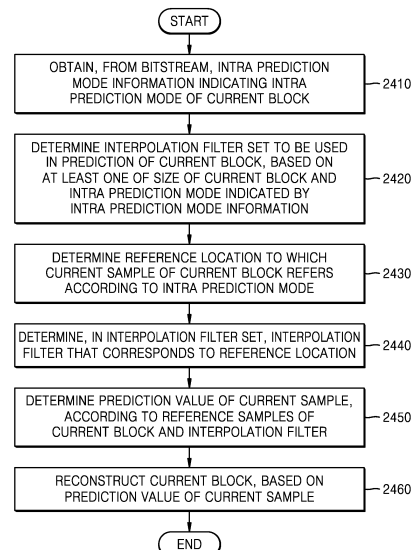 START
OBTAIN, FROM BITSTREAM, INTRA PREDICTION
MODE INFORMATION INDICATING INTRA
PREDICTION MODE OF CURRENT BLOCK
2410
DETERMINE INTERPOLATION FILTER SET TO BE USED
IN PREDICTION OF CURRENT BLOCK, BASED ON
AT LEAST ONE OF SIZE OF CURRENT BLOCK AND
INTRA PREDICTION MODE INDICATED BY
INTRA PREDICTION MODE INFORMATION
2420
DETERMINE REFERENCE LOCATION TO WHICH
CURRENT SAMPLE OF CURRENT BLOCK REFERS
ACCORDING TO INTRA PREDICTION MODE
2430
DETERMINE, IN INTERPOLATION FILTER SET, INTERPOLATION
FILTER THAT CORRESPONDS TO REFERENCE LOCATION
2440
DETERMINE PREDICTION VALUE OF CURRENT SAMPLE,
ACCORDING TO REFERENCE SAMPLES OF
CURRENT BLOCK AND INTERPOLATION FILTER
2450
RECONSTRUCT CURRENT BLOCK, BASED ON
PREDICTION VALUE OF CURRENT SAMPLE
2460
END